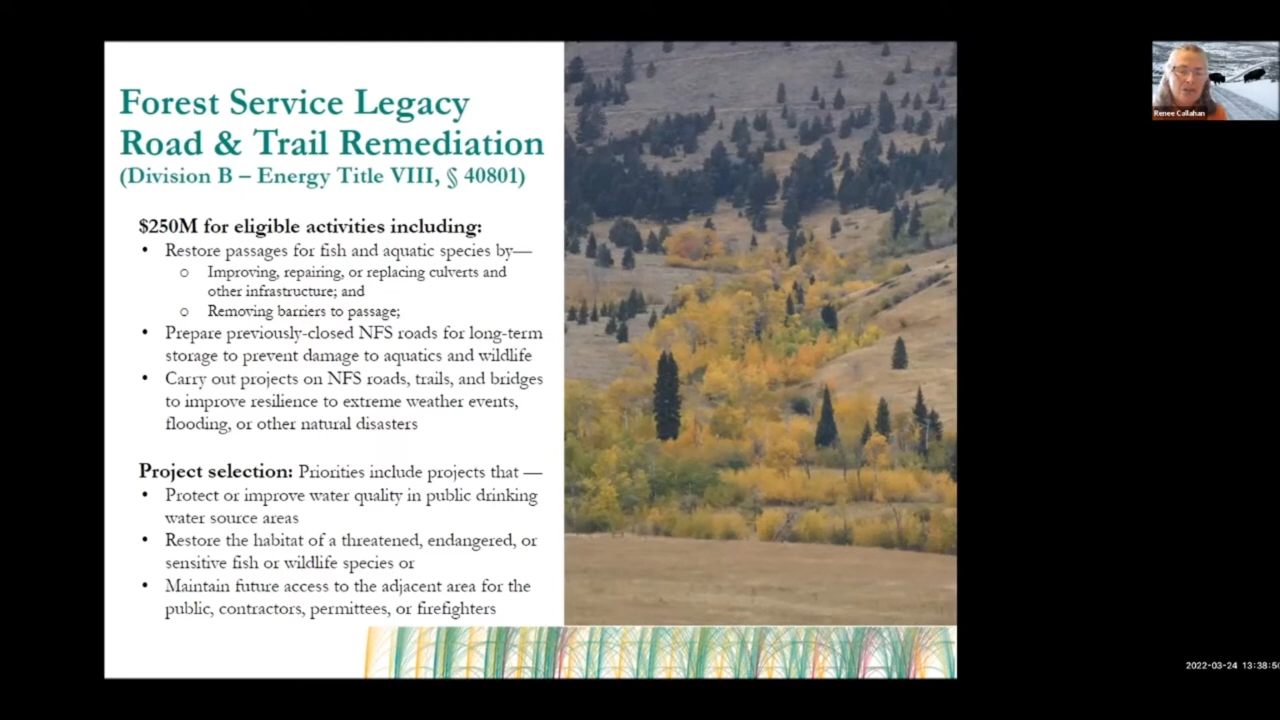 Forest Service Legacy
Road & Trail Remediation
(Division B – Energy Title VIII, § 40801)
$250M for eligible activities including:
• Restore passages for fish and aquatic species by—
o Improving, repairing, or replacing culverts and
other infrastructure; and
o Removing barriers to passage;
• Prepare previously-closed NFS roads for long-term
storage to prevent damage to aquatics and wildlife
• Carry out projects on NFS roads, trails, and bridges
to improve resilience to extreme weather events,
flooding, or other natural disasters
Project selection: Priorities include projects that —
• Protect or improve water quality in public drinking
water source areas
• Restore the habitat of a threatened, endangered, or
sensitive fish or wildlife species or
• Maintain future access to the adjacent area for the
public, contractors, permittees, or firefighters
Renee Callahan
2022-03-24 13:38:50